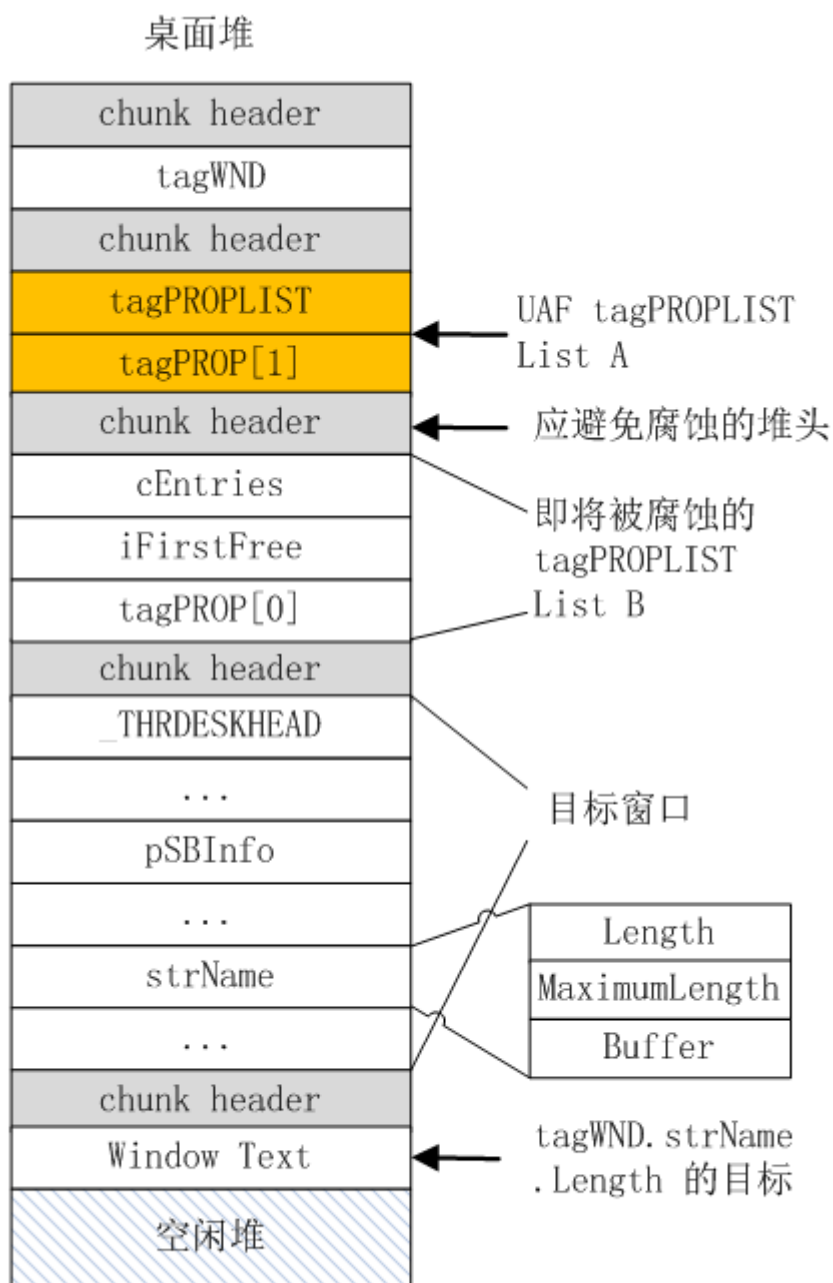 桌面堆
chunk header
tagWND
chunk header
tagPROPLIST
tagPROP[1]
UAF tagPROPLIST
List A
chunk header
应避免腐蚀的堆头
cEntries
iFirstFree
tagPROP[0]
即将被腐蚀的
tagPROPLIST
List B
chunk header
_THRDESKHEAD
...
pSBInfo
...
strName
...
目标窗口
Length
MaximumLength
Buffer
chunk header
Window Text
tagWND.strName
.Length 的目标
空闲堆